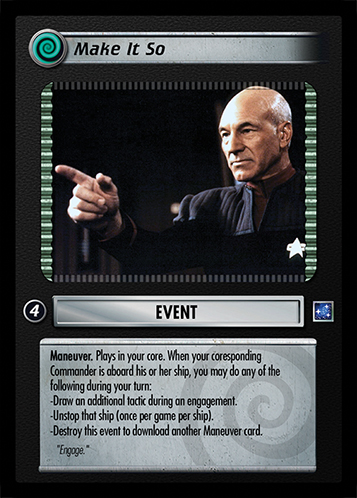 Make It So
4
EVENT
Maneuver. Plays in your core. When your coresponding
Commander is aboard his or her ship, you may do any of the
following during your turn:
-Draw an additional tactic during an engagement.
-Unstop that ship (once per game per ship).
-Destroy this event to download another Maneuver card.
"Engage."